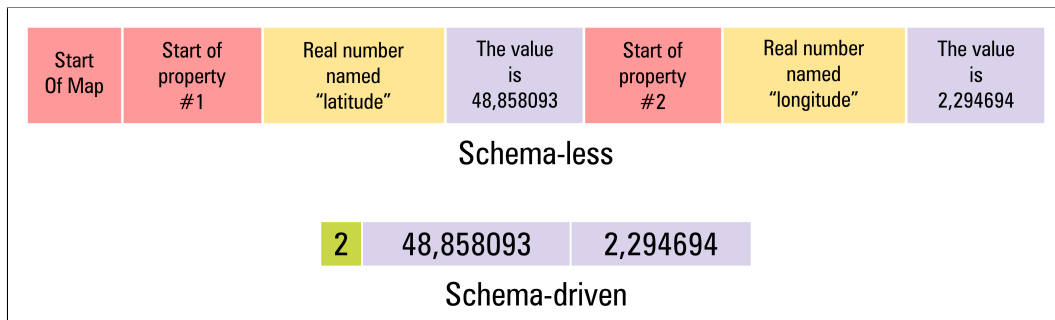 Start
Of Map
Start of
property
#1
Real number
named
“latitude”
The value
is
48,858093
Start of
property
#2
Real number
named
“longitude”
The value
is
2,294694
Schema-less
2 48,858093 2,294694
Schema-driven